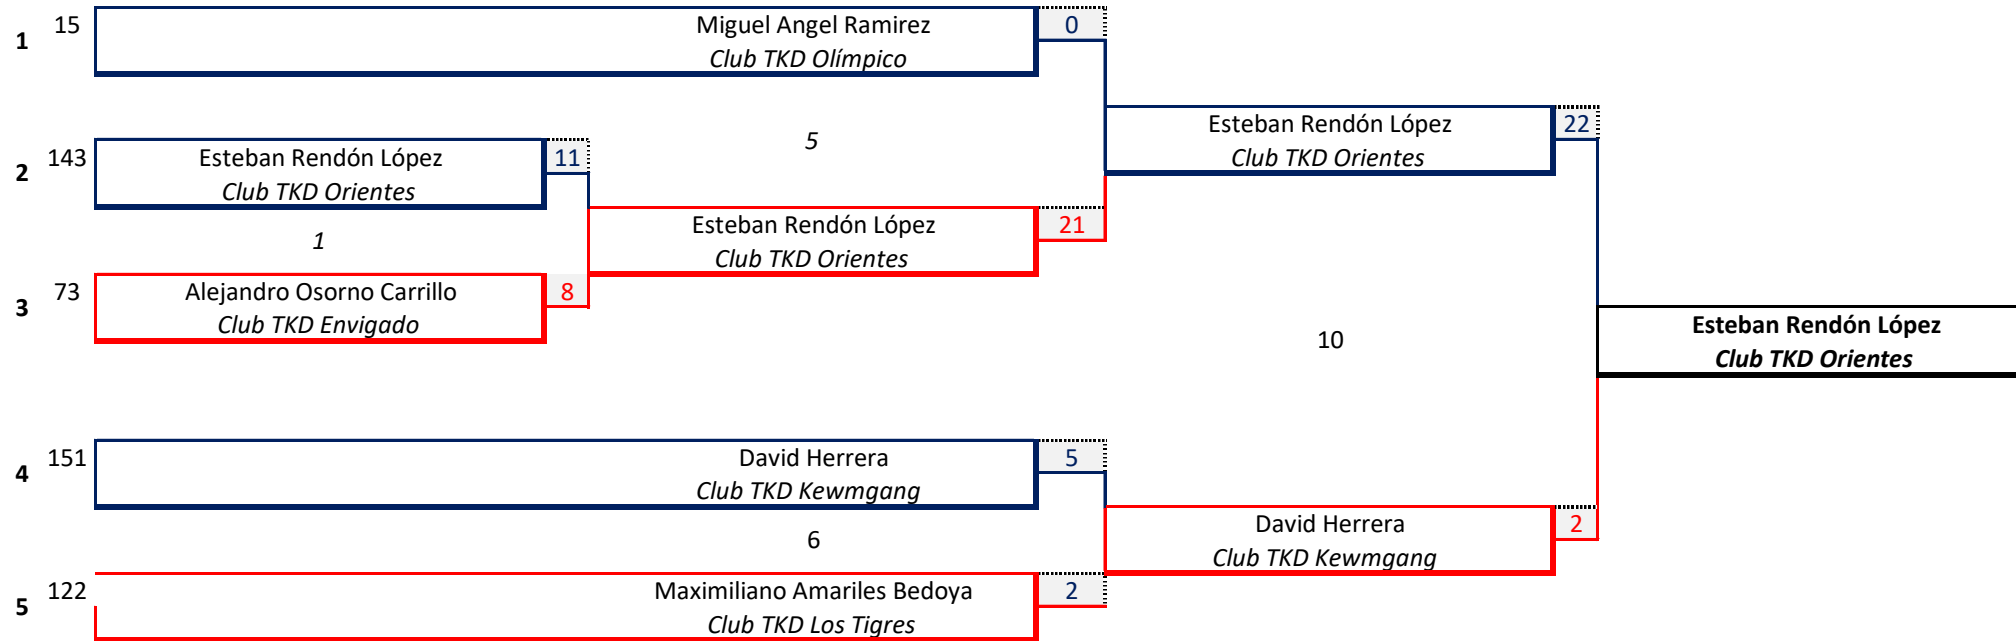 1 15 Miguel Angel Ramirez 0
Club TKD Olímpico
5
Esteban Rendón López 22
Club TKD Orientes
2 143 Esteban Rendón López 11
Club TKD Orientes
1
Esteban Rendón López 21
Club TKD Orientes
3 73 Alejandro Osorno Carrillo 8
Club TKD Envigado
10
Esteban Rendón López
Club TKD Orientes
4 151 David Herrera 5
Club TKD Kewmgang
6
David Herrera 2
Club TKD Kewmgang
5 122 Maximiliano Amariles Bedoya 2
Club TKD Los Tigres